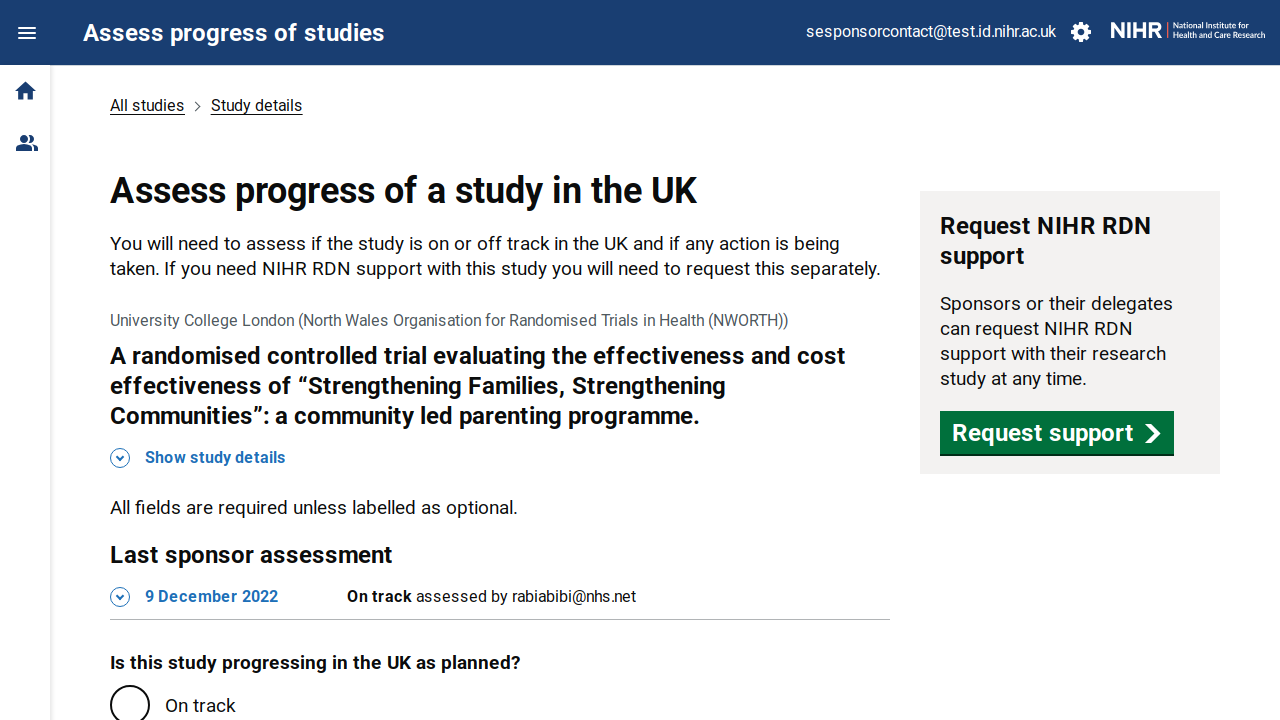 Assess progress of studies
sesponsorcontact@test.id.nihr.ac.uk
NIHR
National Institute for
Health and Care Research
All studies
Study details
Assess progress of a study in the UK
You will need to assess if the study is on or off track in the UK and if any action is being
taken. If you need NIHR RDN support with this study you will need to request this separately.
University College London (North Wales Organisation for Randomised Trials in Health (NWORTH))
A randomised controlled trial evaluating the effectiveness and cost
effectiveness of “Strengthening Families, Strengthening
Communities”: a community led parenting programme.
Show study details
All fields are required unless labelled as optional.
Last sponsor assessment
9 December 2022
On track assessed by rabiabibi@nhs.net
Is this study progressing in the UK as planned?
On track
Request NIHR RDN
support
Sponsors or their delegates
can request NIHR RDN
support with their research
study at any time.
Request support